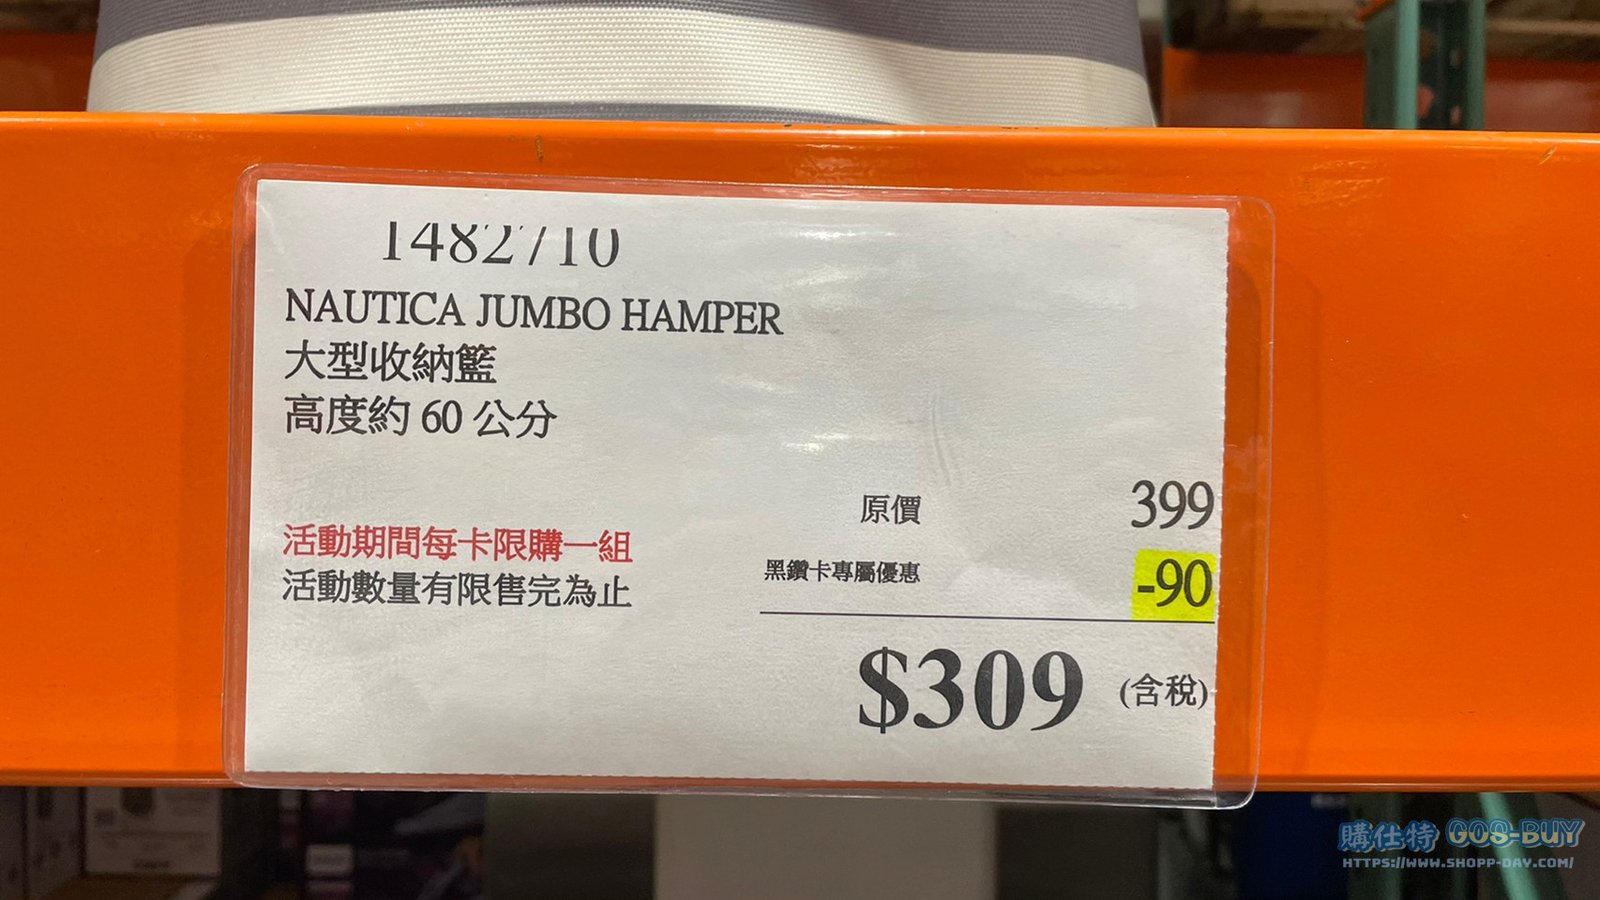 1482710
NAUTICA JUMBO HAMPER
大型收納籃
高度約 60 公分
原價 399
活動期間每卡限購一組
黑鑽卡專屬優惠 -90
活動數量有限售完為止
$309 (含稅)
購仕特 GOS-BUY
HTTPS://WWW.SHOPP-DAY.COM/